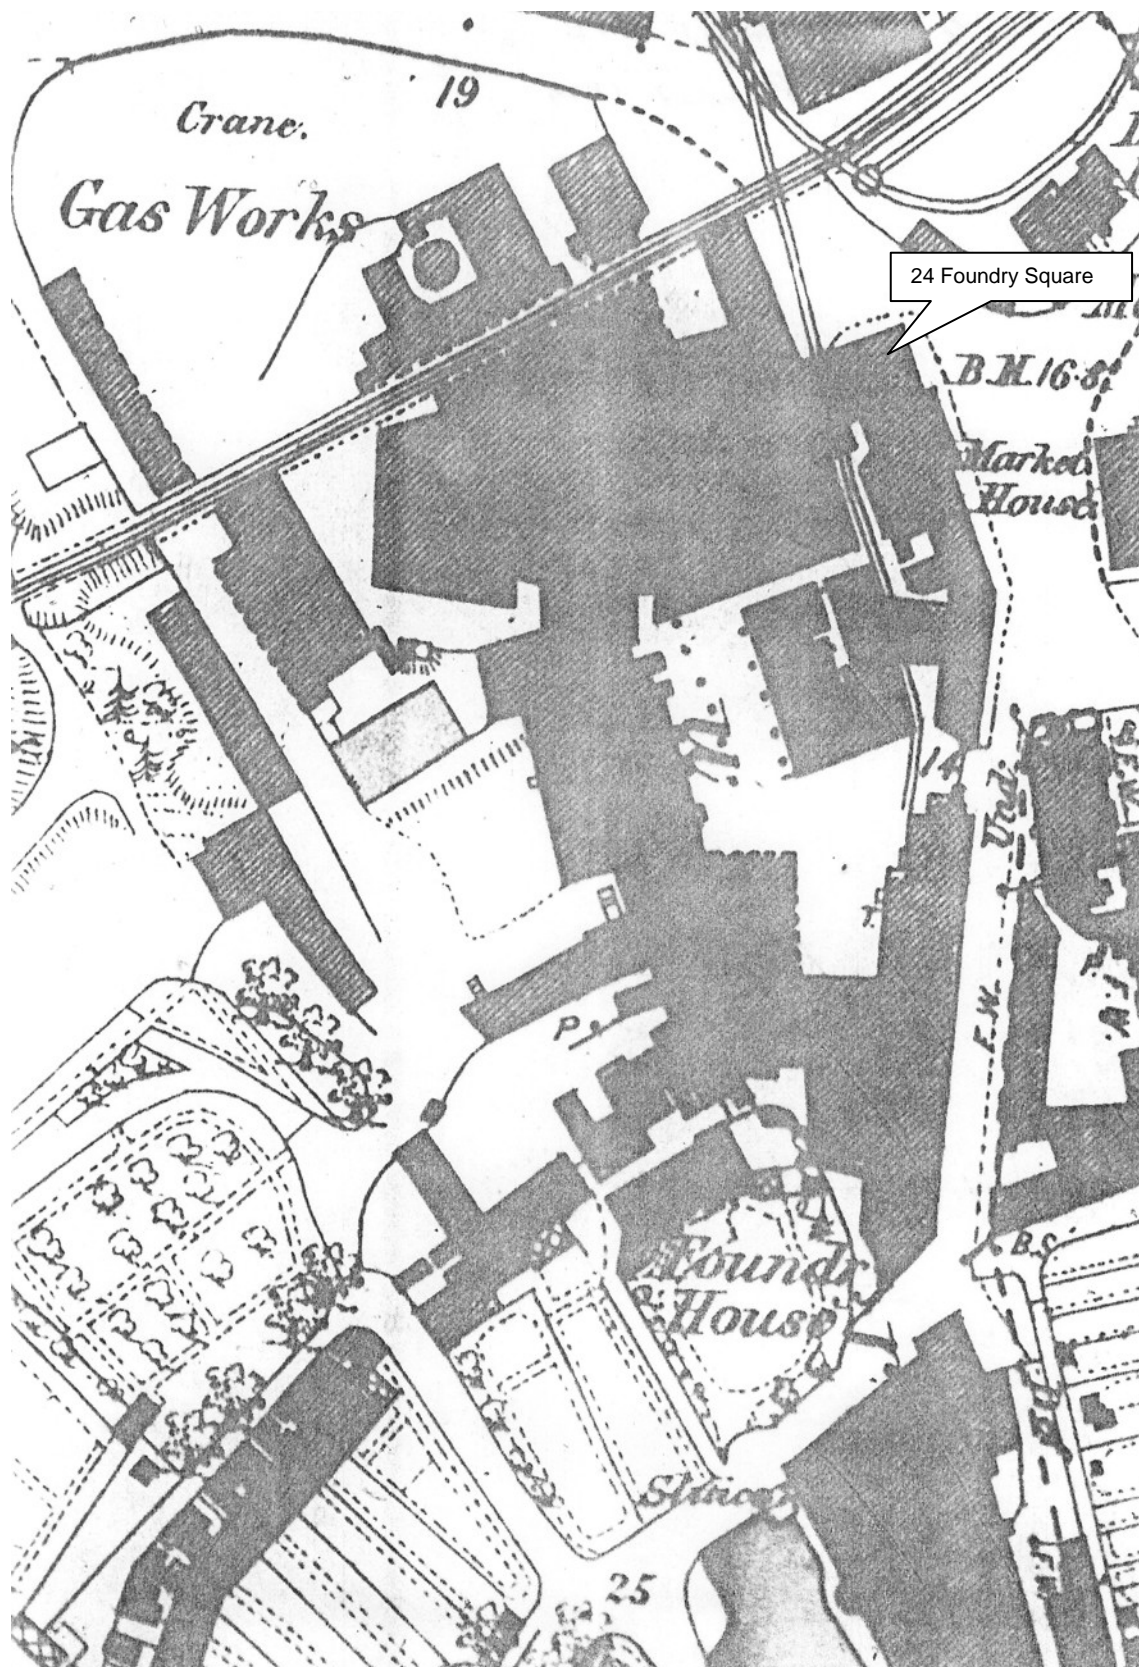 19
Crane.
Gas Works
24 Foundry Square
B.M. 16·8
Market
House
14
Und.
F.W.
F.W.
P
B.S.
Foundry
House
Sluice
25